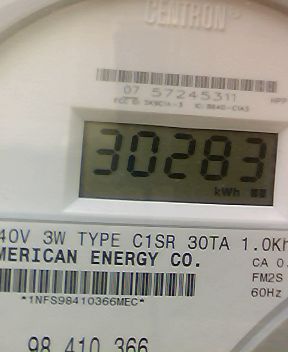 CENTRON®
07 57245311
30283
kWh
40V 3W TYPE C1SR 30TA 1.0Kh
MERICAN ENERGY CO.
CA 0.
*1NFS98410366MEC*
FM2S
60Hz
98 410 366